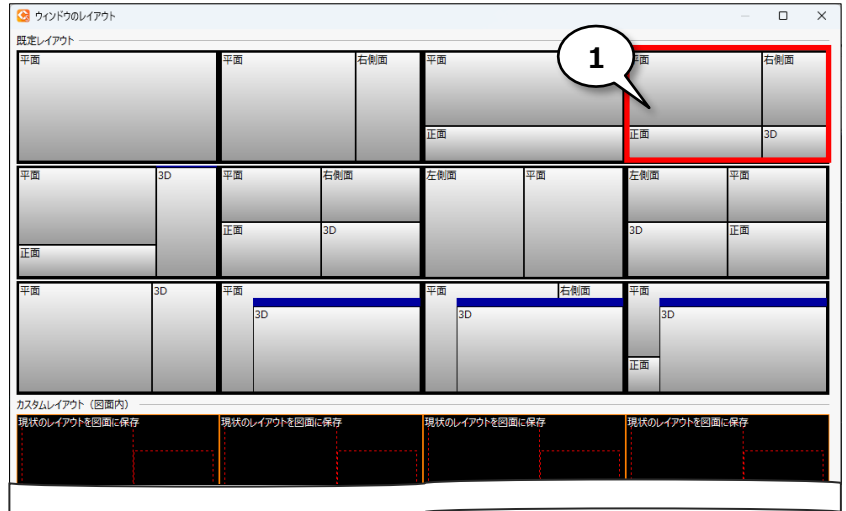 ウィンドウのレイアウト
既定レイアウト
平面
平面 右側面
平面
正面
1
平面 右側面
正面 3D
平面 3D
正面
平面 右側面
正面 3D
左側面 平面
左側面 平面
3D 正面
平面 3D
平面
3D
平面 右側面
3D
平面
3D
正面
カスタムレイアウト（図面内）
現状のレイアウトを図面に保存 現状のレイアウトを図面に保存 現状のレイアウトを図面に保存 現状のレイアウトを図面に保存